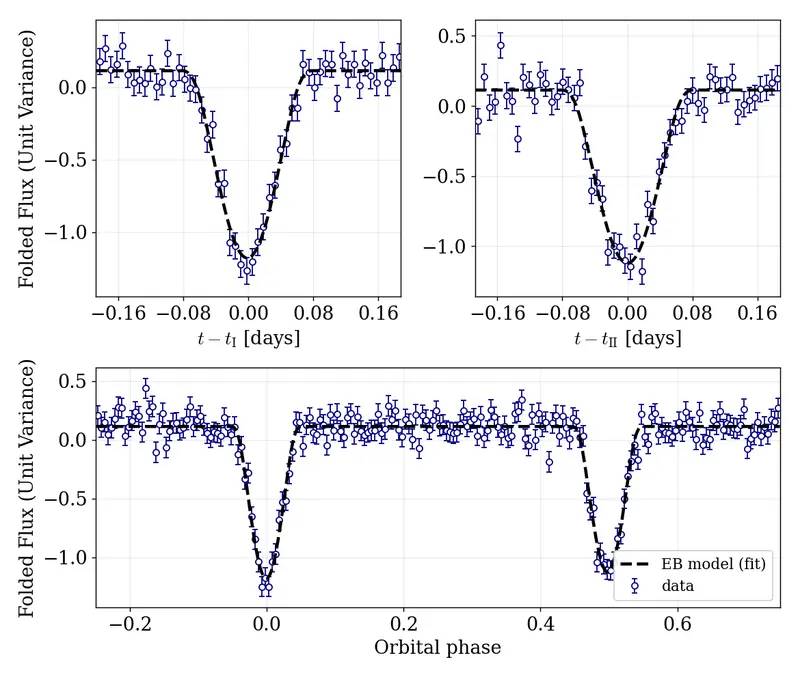 Folded Flux (Unit Variance)
0.0
−0.5
−1.0
−0.16 −0.08 0.00 0.08 0.16
t − t_I [days]
0.5
0.0
−0.5
−1.0
−0.16 −0.08 0.00 0.08 0.16
t − t_II [days]
Folded Flux (Unit Variance)
0.5
0.0
−0.5
−1.0
−0.2 0.0 0.2 0.4 0.6
Orbital phase
EB model (fit)
data